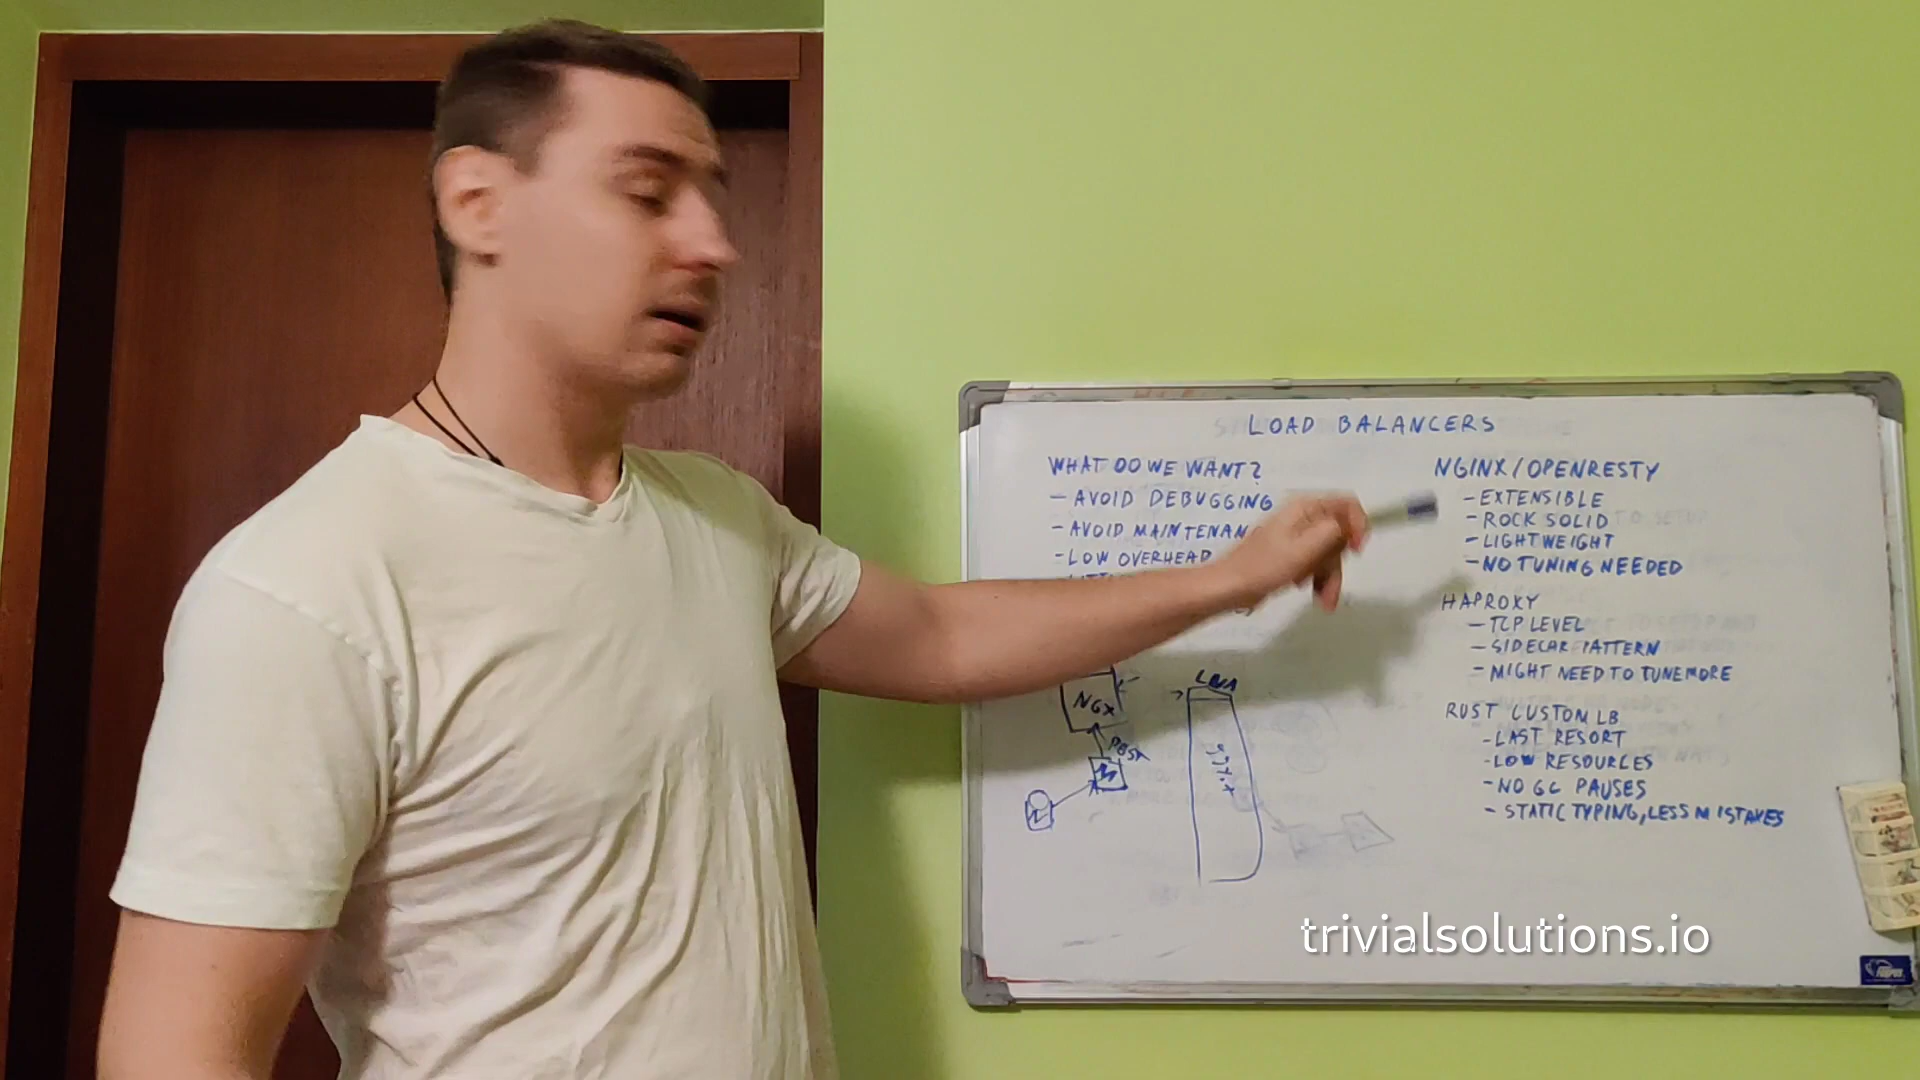 LOAD BALANCERS
WHAT DO WE WANT?
- AVOID DEBUGGING
- AVOID MAINTENANC
- LOW OVERHEAD
NGINX/OPENRESTY
- EXTENSIBLE
- ROCK SOLID
- LIGHTWEIGHT
- NO TUNING NEEDED
HAPROXY
- TCP LEVEL
- SIDECAR PATTERN
- MIGHT NEED TO TUNE MORE
RUST CUSTOM LB
- LAST RESORT
- LOW RESOURCES
- NO GC PAUSES
- STATIC TYPING, LESS MISTAKES
NGX
trivialsolutions.io